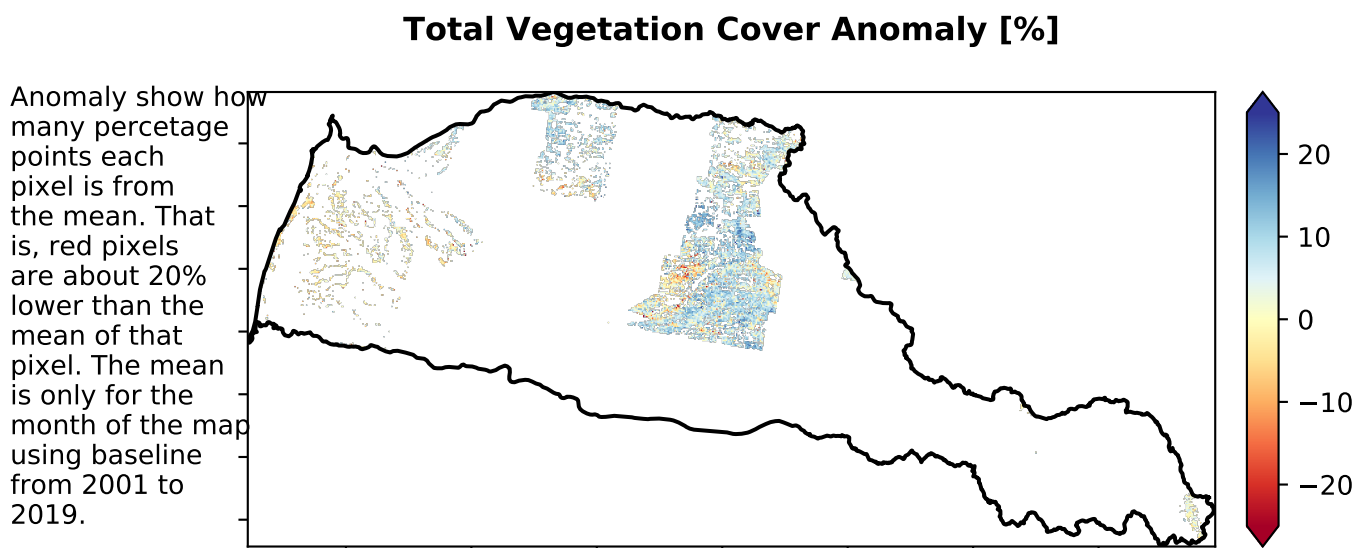 Total Vegetation Cover Anomaly [%]
Anomaly show how
many percetage
points each
pixel is from
the mean. That
is, red pixels
are about 20%
lower than the
mean of that
pixel. The mean
is only for the
month of the map
using baseline
from 2001 to
2019.
20
10
0
−10
−20